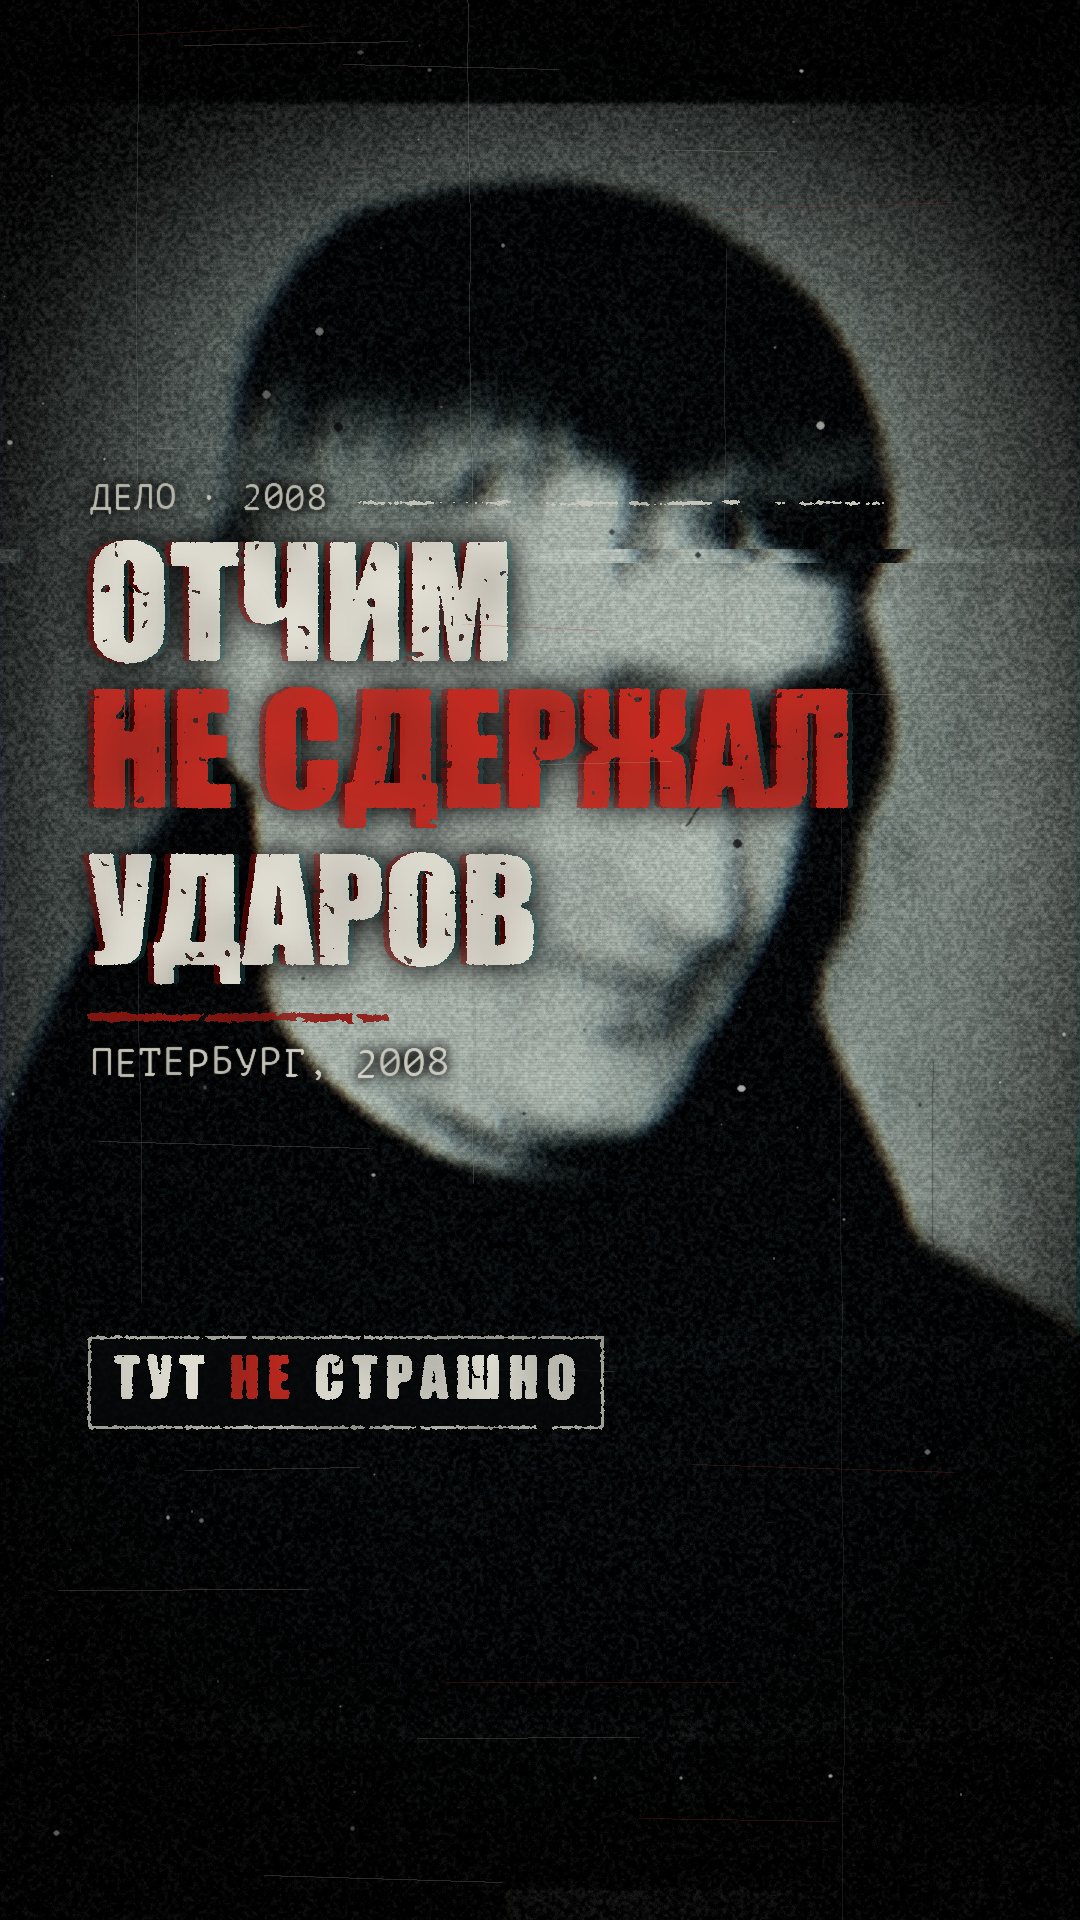 ДЕЛО · 2008
ОТЧИМ
НЕ СДЕРЖАЛ
УДАРОВ
ПЕТЕРБУРГ, 2008
ТУТ НЕ СТРАШНО